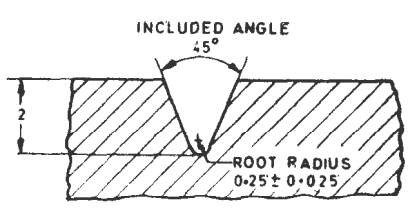 INCLUDED ANGLE
45°
2
ROOT RADIUS
0.25 ± 0.025